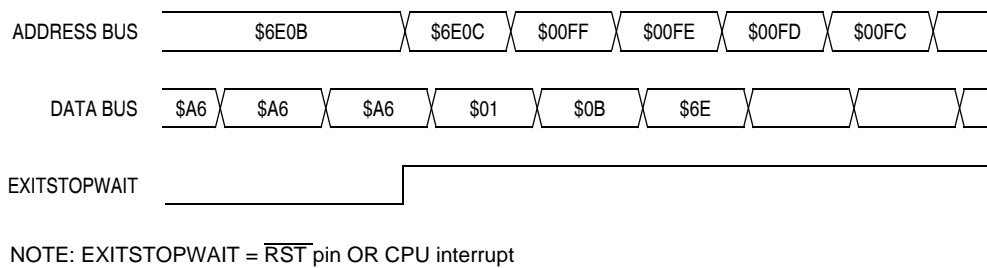 ADDRESS BUS $6E0B $6E0C $00FF $00FE $00FD $00FC
DATA BUS $A6 $A6 $A6 $01 $0B $6E
EXITSTOPWAIT
NOTE: EXITSTOPWAIT = RST pin OR CPU interrupt